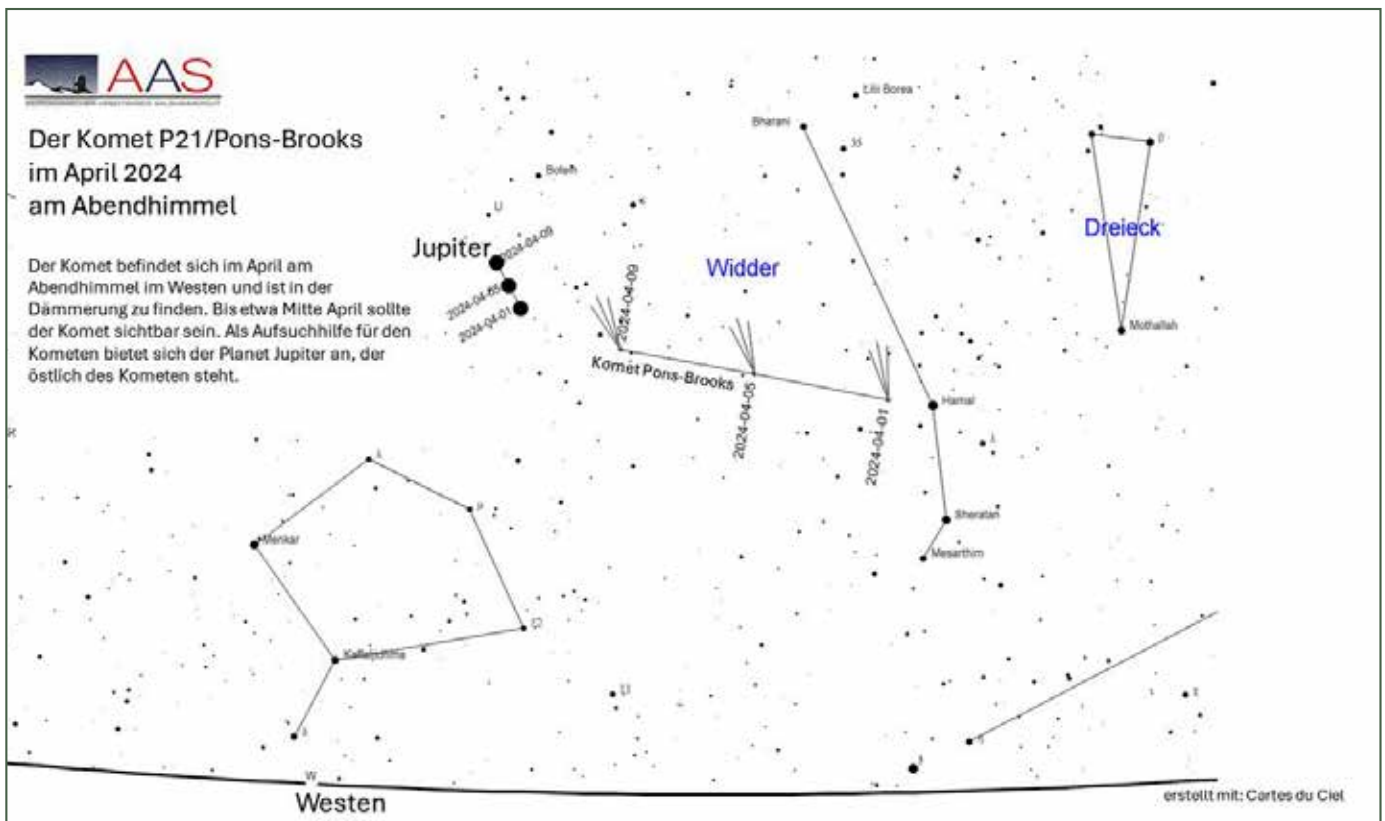 AAS
Der Komet P21/Pons-Brooks
im April 2024
am Abendhimmel
Der Komet befindet sich im April am
Abendhimmel im Westen und ist in der
Dämmerung zu finden. Bis etwa Mitte April sollte
der Komet sichtbar sein. Als Aufsuchhilfe für den
Kometen bietet sich der Planet Jupiter an, der
östlich des Kometen steht.
Lilii Borea
Bharani
Botein
Jupiter
2024-04-09
2024-04-05
2024-04-01
Widder
Dreieck
Mothallah
2024-04-09
Komet Pons-Brooks
2024-04-05
2024-04-01
Hamal
Sheratan
Mesarthim
Menkar
Kaffaljidhma
W
Westen
erstellt mit: Cartes du Ciel